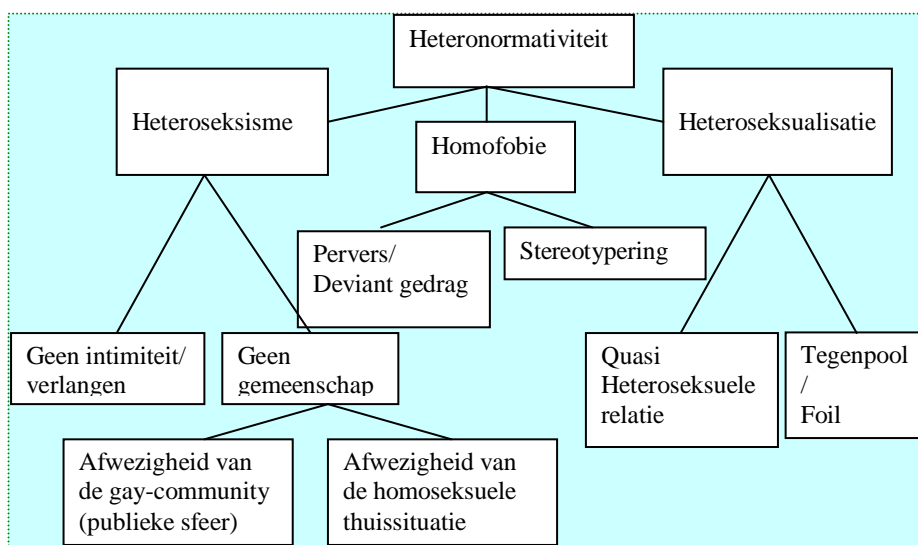 Heteronormativiteit
Heteroseksisme
Homofobie
Heteroseksualisatie
Pervers/
Deviant gedrag
Stereotypering
Geen intimiteit/
verlangen
Geen
gemeenschap
Quasi
Heteroseksuele
relatie
Tegenpool
/
Foil
Afwezigheid van
de gay-community
(publieke sfeer)
Afwezigheid van
de homoseksuele
thuissituatie